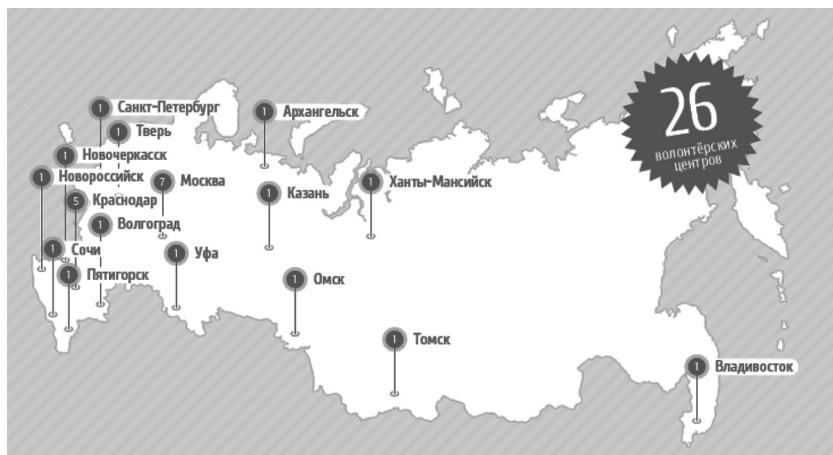 1 Санкт-Петербург
1 Архангельск
1 Тверь
1 Новочеркасск
1 Новороссийск
7 Москва
1 Казань
1 Ханты-Мансийск
5 Краснодар
1 Волгоград
1 Сочи
1 Уфа
1 Пятигорск
1 Омск
1 Томск
1 Владивосток
26
волонтёрских
центров